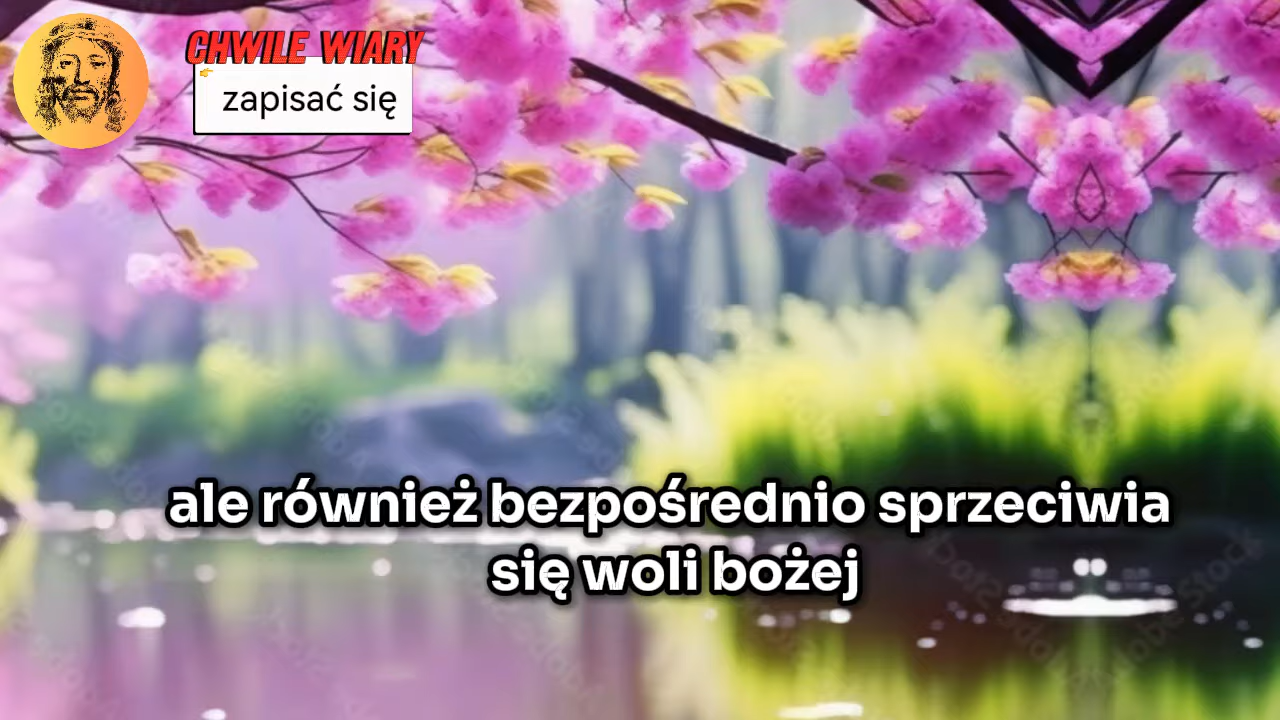 CHWILE WIARY
zapisać się
ale również bezpośrednio sprzeciwia
się woli bożej